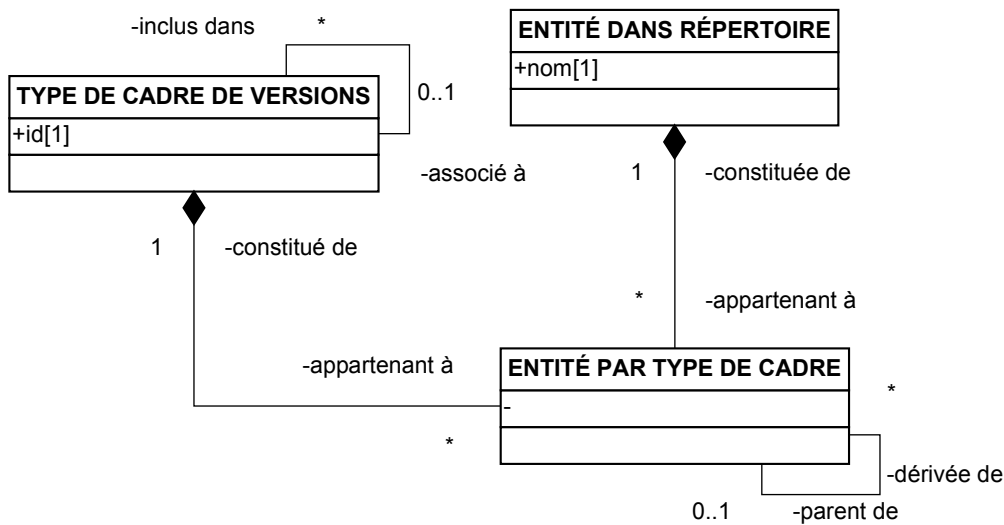 -inclus dans
*
ENTITÉ DANS RÉPERTOIRE
+nom[1]
TYPE DE CADRE DE VERSIONS
0..1
+id[1]
-associé à
1
-constituée de
1
-constitué de
*
-appartenant à
-appartenant à
ENTITÉ PAR TYPE DE CADRE
*
-
*
-dérivée de
0..1
-parent de